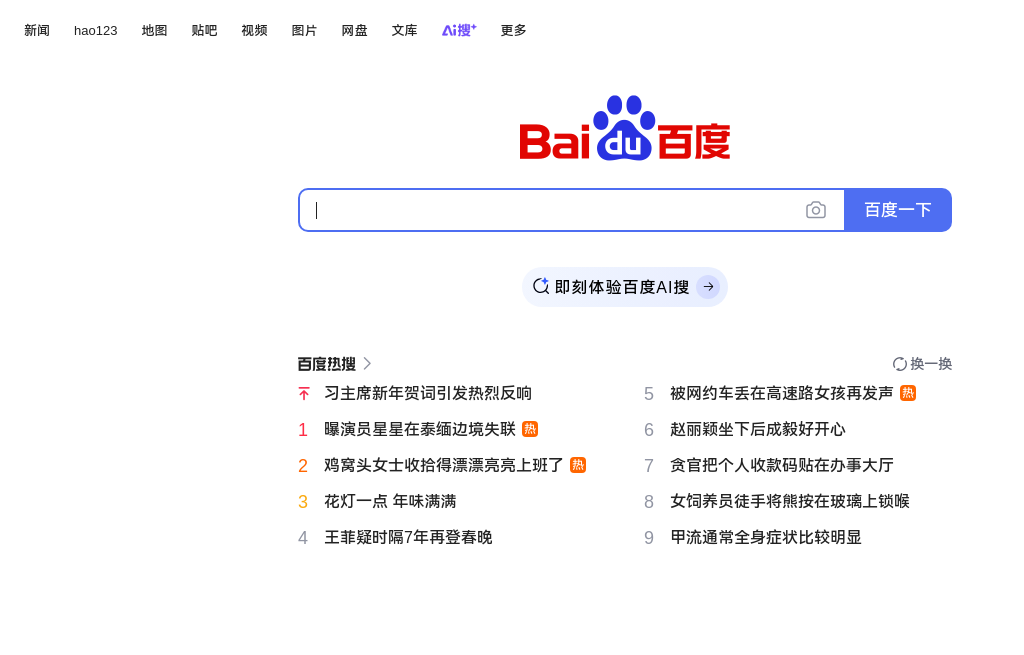 新闻 hao123 地图 贴吧 视频 图片 网盘 文库 Ai搜 更多
Bai du 百度
百度一下
即刻体验百度AI搜
百度热搜 换一换
习主席新年贺词引发热烈反响
1 曝演员星星在泰缅边境失联 热
2 鸡窝头女士收拾得漂漂亮亮上班了 热
3 花灯一点 年味满满
4 王菲疑时隔7年再登春晚
5 被网约车丢在高速路女孩再发声 热
6 赵丽颖坐下后成毅好开心
7 贪官把个人收款码贴在办事大厅
8 女饲养员徒手将熊按在玻璃上锁喉
9 甲流通常全身症状比较明显